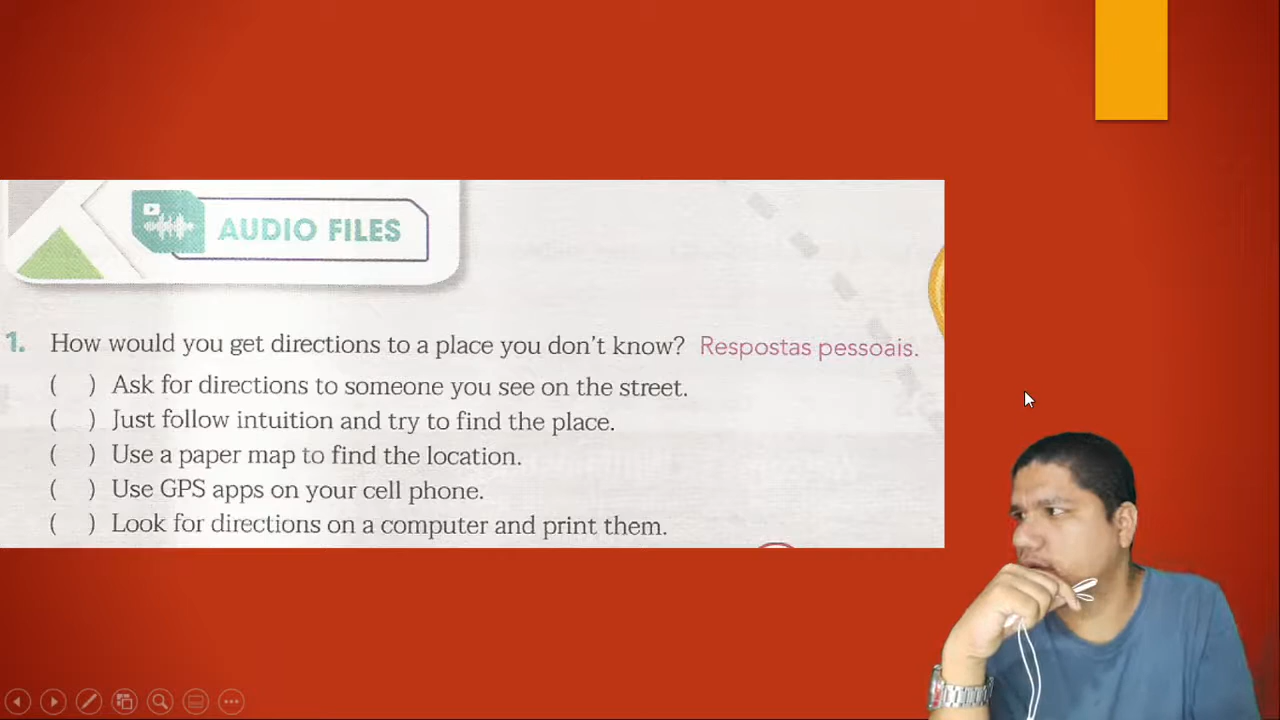 AUDIO FILES
1. How would you get directions to a place you don't know? Respostas pessoais.
( ) Ask for directions to someone you see on the street.
( ) Just follow intuition and try to find the place.
( ) Use a paper map to find the location.
( ) Use GPS apps on your cell phone.
( ) Look for directions on a computer and print them.